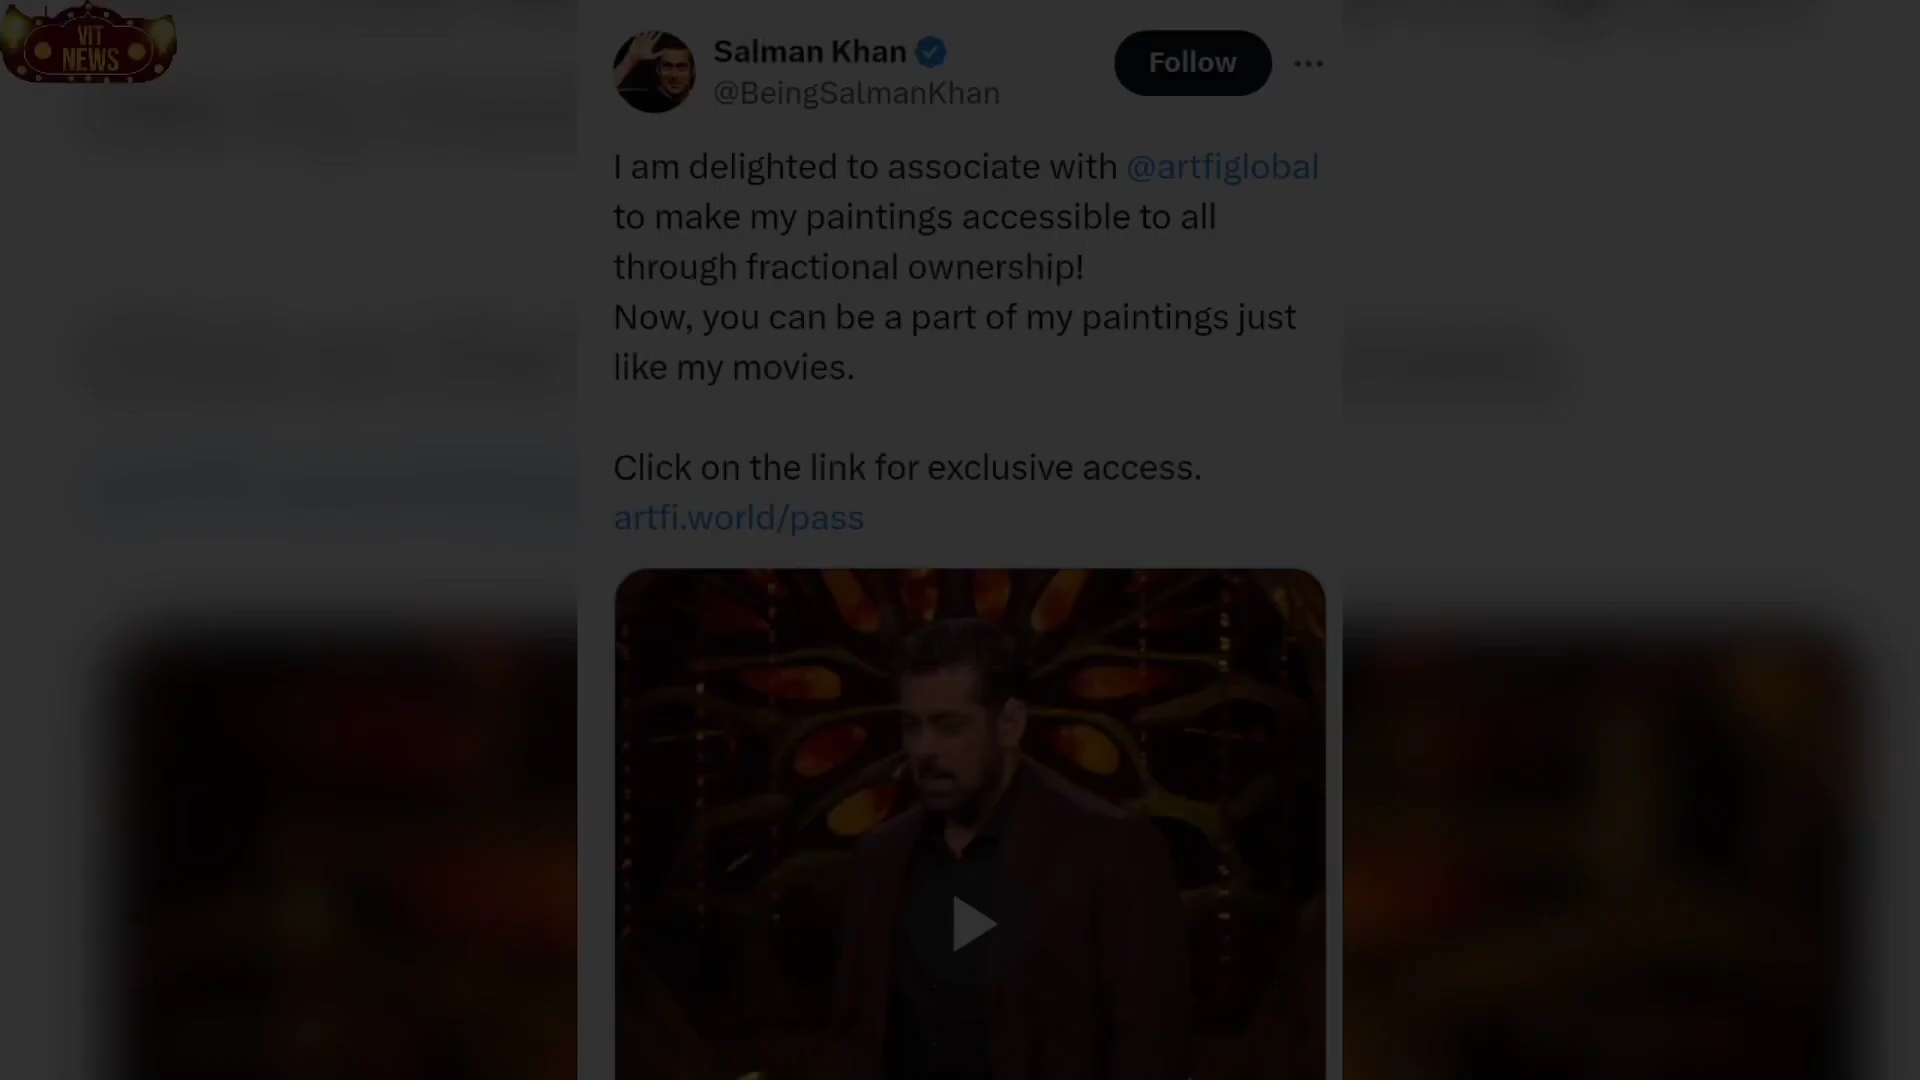 VIT
NEWS
Salman Khan
@BeingSalmanKhan
Follow
I am delighted to associate with @artfiglobal
to make my paintings accessible to all
through fractional ownership!
Now, you can be a part of my paintings just
like my movies.
Click on the link for exclusive access.
artfi.world/pass